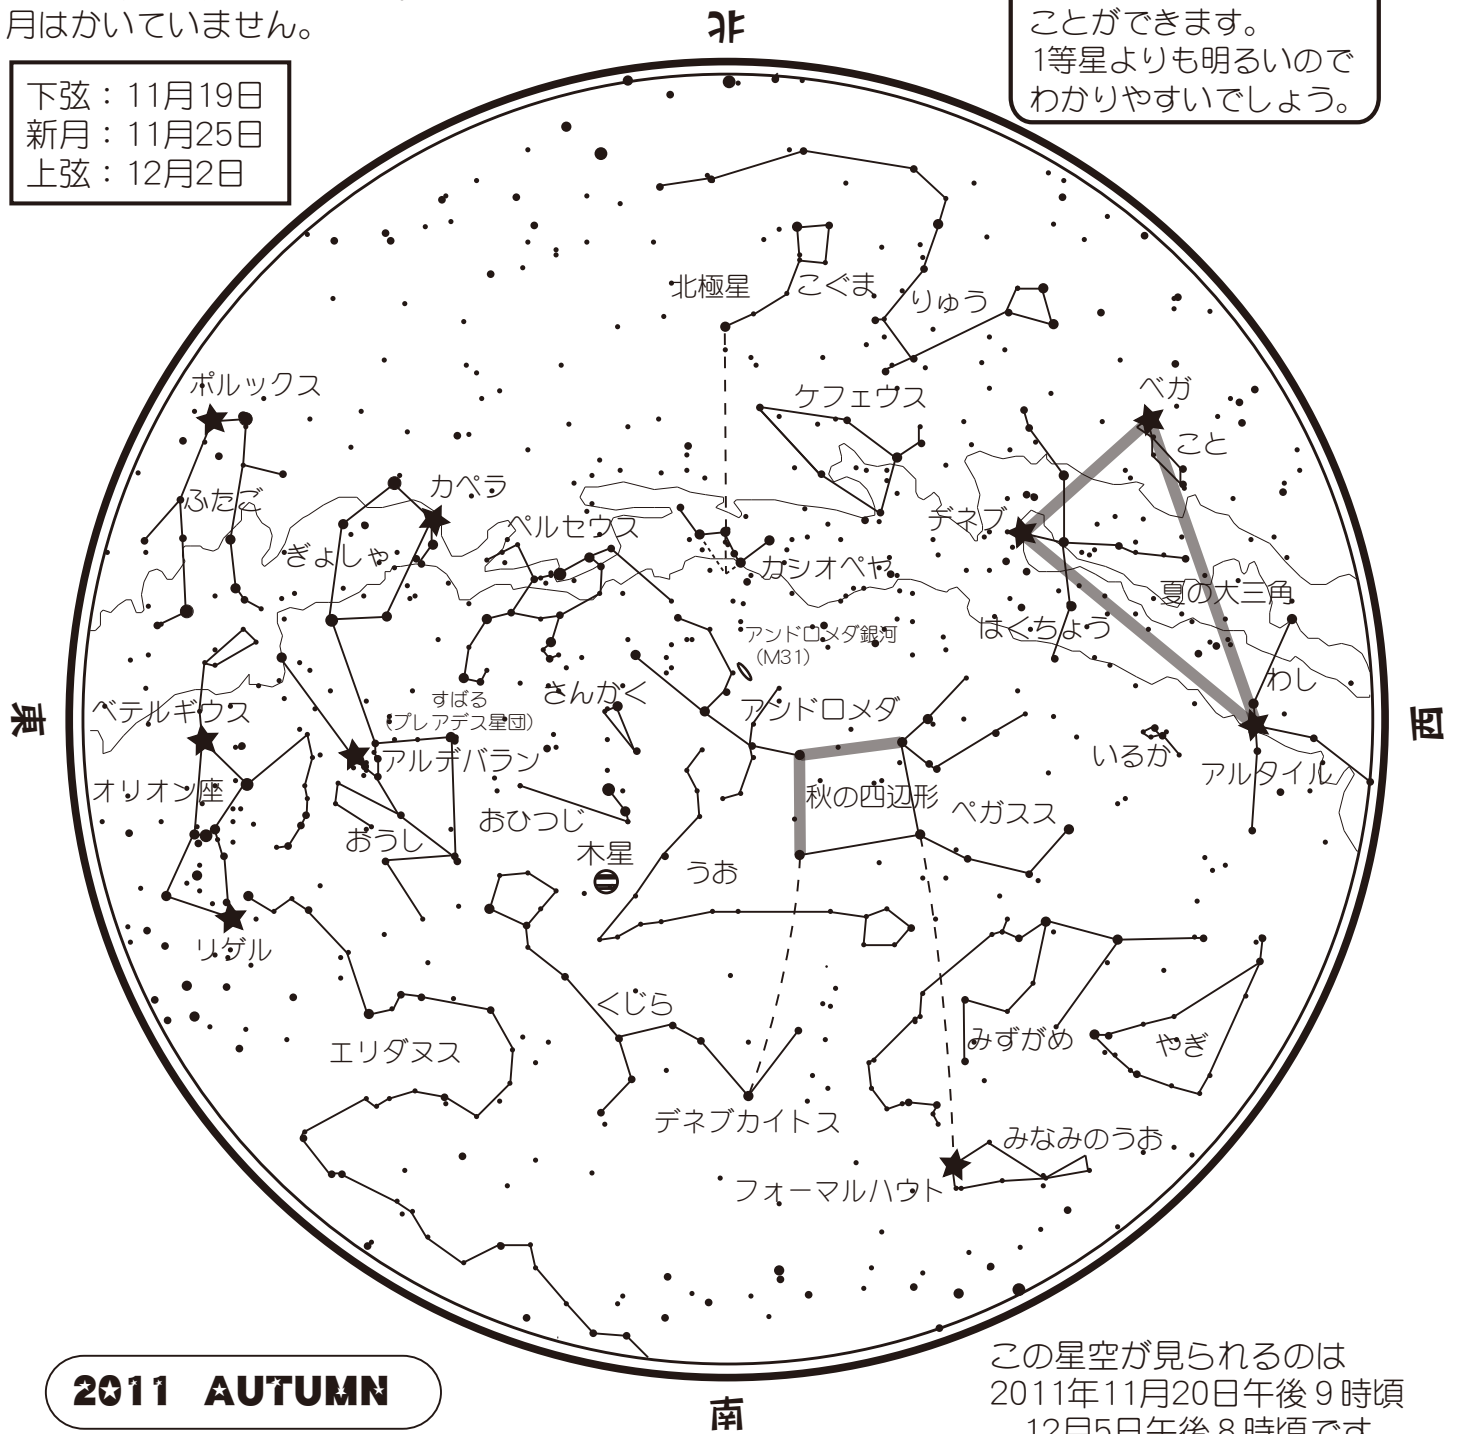 月はかいていません。
ことができます。
1等星よりも明るいので
わかりやすいでしょう。
下弦：11月19日
新月：11月25日
上弦：12月2日
北
北極星
こぐま
りゅう
ポルックス
ケフェウス
ベガ
こと
ふたご
カペラ
ペルセウス
デネブ
ぎょしゃ
カシオペヤ
夏の大三角
はくちょう
アンドロメダ銀河
（M31）
わし
さんかく
すばる
（プレアデス星団）
アンドロメダ
ベテルギウス
東
西
いるか
アルタイル
アルデバラン
オリオン座
秋の四辺形
ペガスス
おひつじ
おうし
木星
うお
リゲル
くじら
みずがめ
やぎ
エリダヌス
デネブカイトス
みなみのうお
フォーマルハウト
南
2011 AUTUMN
この星空が見られるのは
2011年11月20日午後９時頃
12月5日午後８時頃です